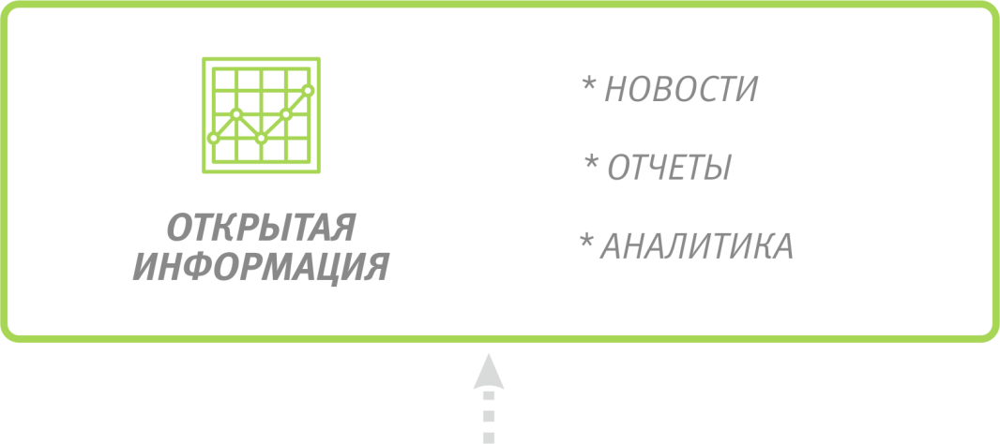 ОТКРЫТАЯ
ИНФОРМАЦИЯ
* НОВОСТИ
* ОТЧЕТЫ
* АНАЛИТИКА